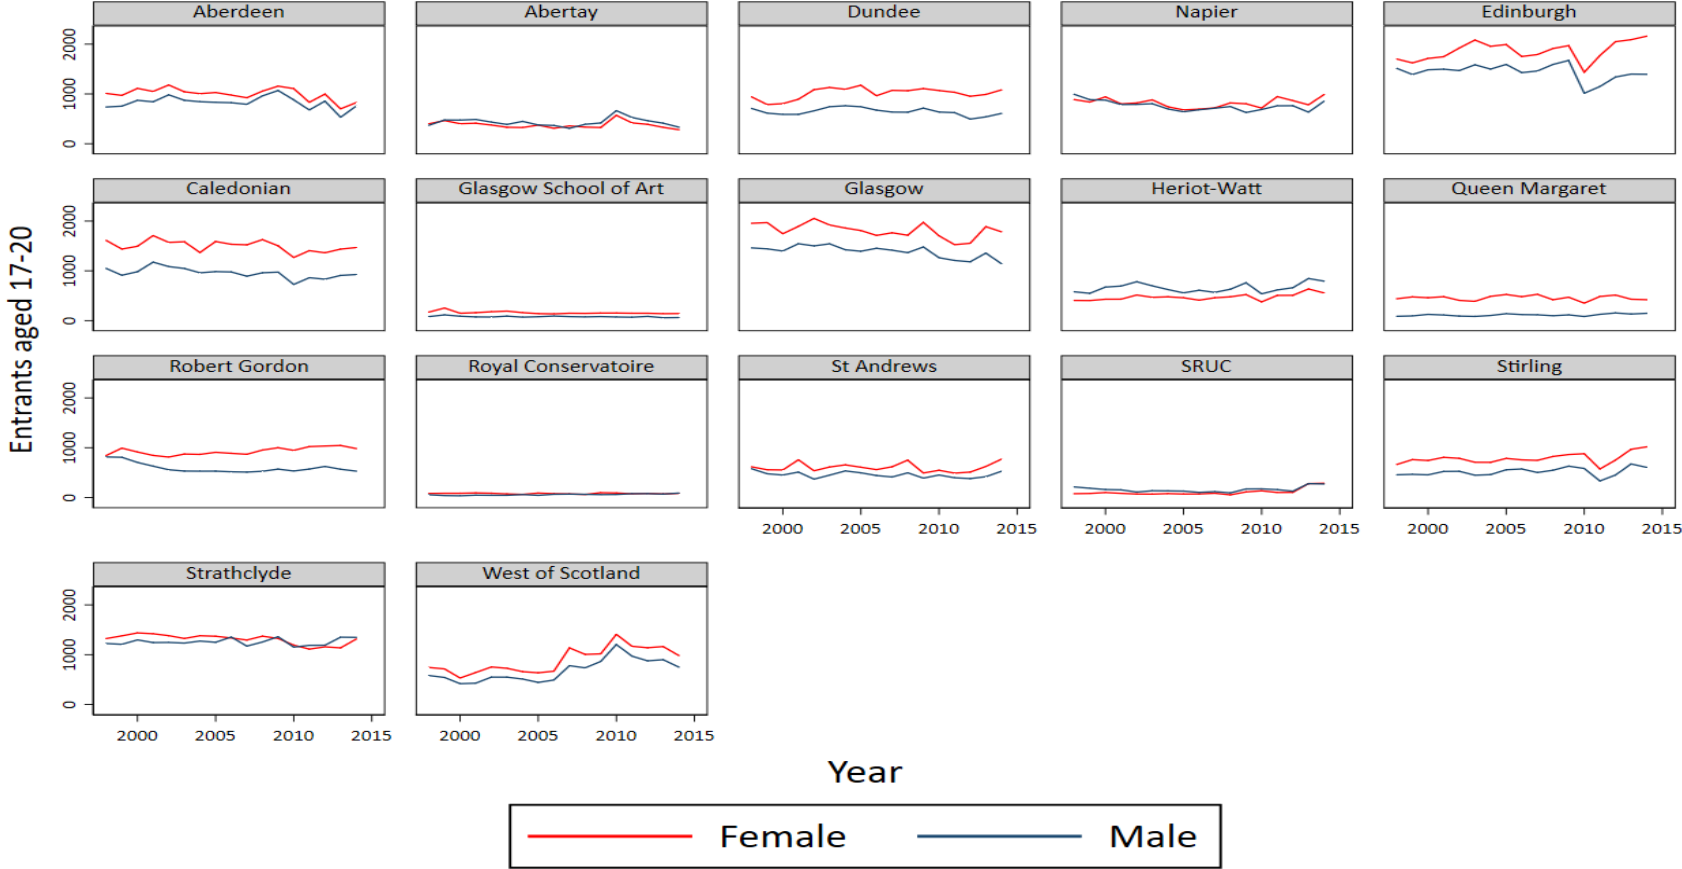 Aberdeen Abertay Dundee Napier Edinburgh
2000
1000
0
Caledonian Glasgow School of Art Glasgow Heriot-Watt Queen Margaret
2000
1000
0
Entrants aged 17-20
Robert Gordon Royal Conservatoire St Andrews SRUC Stirling
2000
1000
0
2000 2005 2010 2015 2000 2005 2010 2015 2000 2005 2010 2015
Strathclyde West of Scotland
2000
1000
0
2000 2005 2010 2015 2000 2005 2010 2015
Year
Female Male